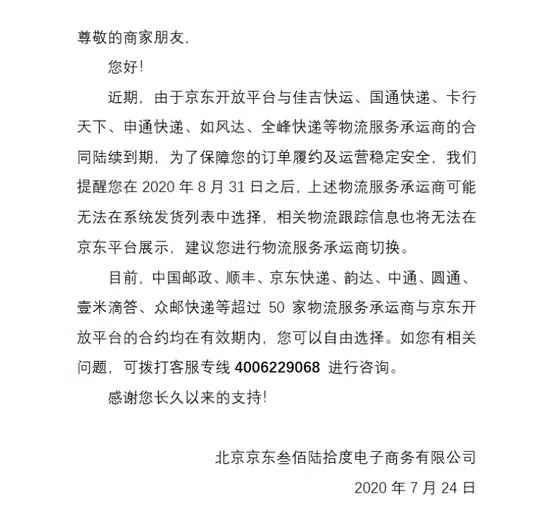 尊敬的商家朋友，
您好！
近期，由于京东开放平台与佳吉快运、国通快递、卡行
天下、申通快递、如风达、全峰快递等物流服务承运商的合
同陆续到期，为了保障您的订单履约及运营稳定安全，我们
提醒您在 2020 年 8 月 31 日之后，上述物流服务承运商可能
无法在系统发货列表中选择，相关物流跟踪信息也将无法在
京东平台展示，建议您进行物流服务承运商切换。
目前，中国邮政、顺丰、京东快递、韵达、中通、圆通、
壹米滴答、众邮快递等超过 50 家物流服务承运商与京东开
放平台的合约均在有效期内，您可以自由选择。如您有相关
问题，可拨打客服专线 4006229068 进行咨询。
感谢您长久以来的支持！
北京京东叁佰陆拾度电子商务有限公司
2020 年 7 月 24 日